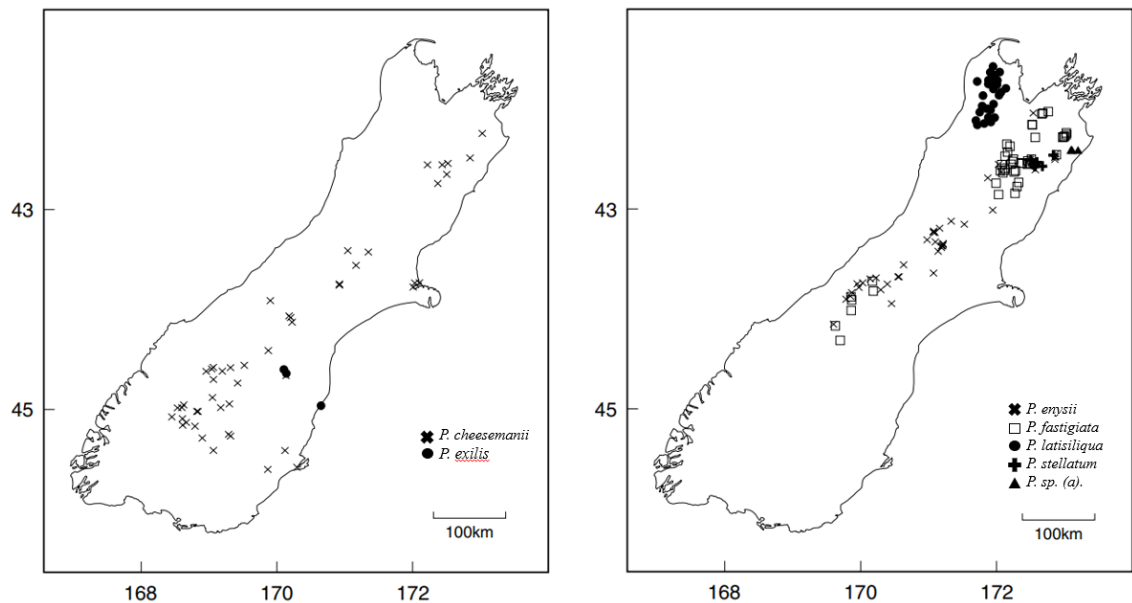 43
45
168
170
172
P. cheesemanii
P. exilis
100km
43
45
168
170
172
P. enysii
P. fastigiata
P. latisiliqua
P. stellatum
P. sp. (a).
100km